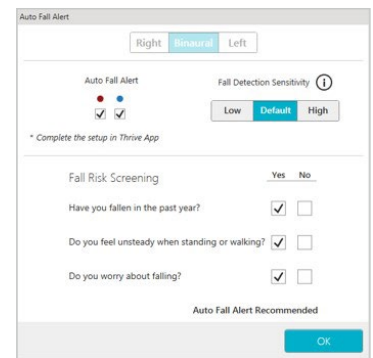 Auto Fall Alert
Right Binaural Left
Auto Fall Alert
Fall Detection Sensitivity i
Low Default High
* Complete the setup in Thrive App
Fall Risk Screening Yes No
Have you fallen in the past year?
Do you feel unsteady when standing or walking?
Do you worry about falling?
Auto Fall Alert Recommended
OK